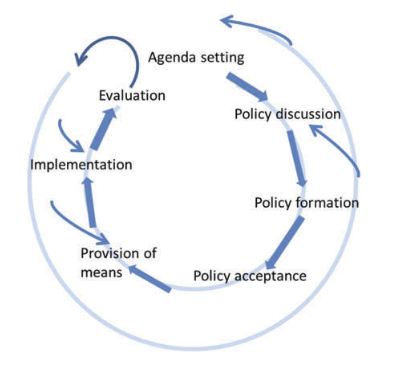 Agenda setting
Policy discussion
Policy formation
Policy acceptance
Provision of
means
Implementation
Evaluation